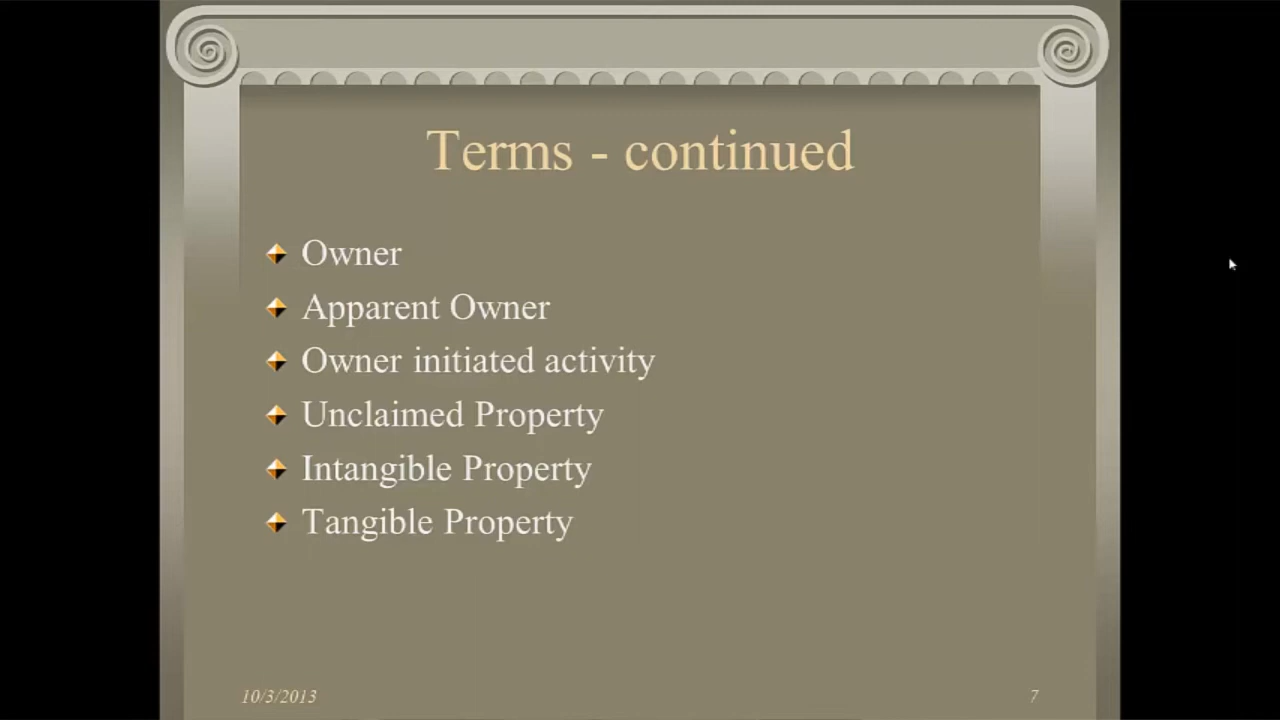 Terms - continued
Owner
Apparent Owner
Owner initiated activity
Unclaimed Property
Intangible Property
Tangible Property
10/3/2013
7